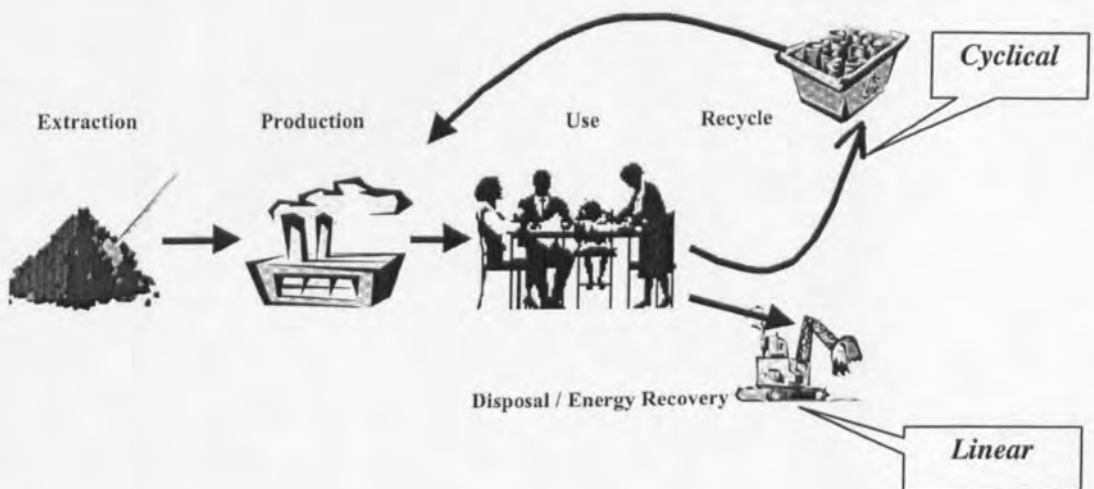 Cyclical
Extraction
Production
Use
Recycle
Disposal / Energy Recovery
Linear